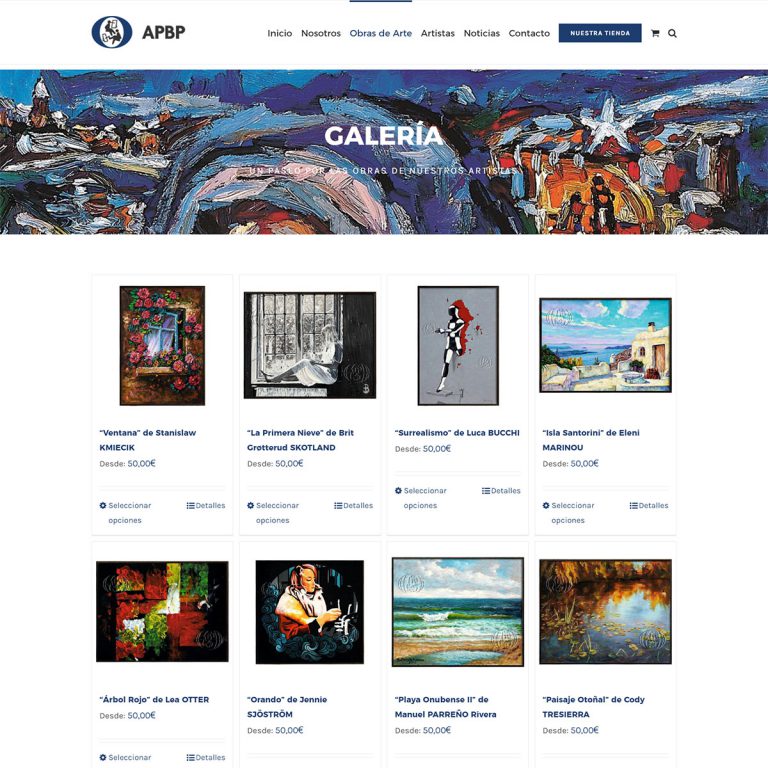 APBP
Inicio Nosotros Obras de Arte Artistas Noticias Contacto NUESTRA TIENDA
GALERÍA
UN PASEO POR LAS OBRAS DE NUESTROS ARTISTAS
“Ventana” de Stanislaw
KMIECIK
Desde: 50,00€
Seleccionar
opciones
Detalles
“La Primera Nieve” de Brit
Grotterud SKOTLAND
Desde: 50,00€
Seleccionar
opciones
Detalles
“Surrealismo” de Luca BUCCHI
Desde: 50,00€
Seleccionar
opciones
Detalles
“Isla Santorini” de Eleni
MARINOU
Desde: 50,00€
Seleccionar
opciones
Detalles
“Árbol Rojo” de Lea OTTER
Desde: 50,00€
Seleccionar
Detalles
“Orando” de Jennie
SJÖSTRÖM
Desde: 50,00€
“Playa Onubense II” de
Manuel PARREÑO Rivera
Desde: 50,00€
“Paisaje Otoñal” de Cody
TRESIERRA
Desde: 50,00€